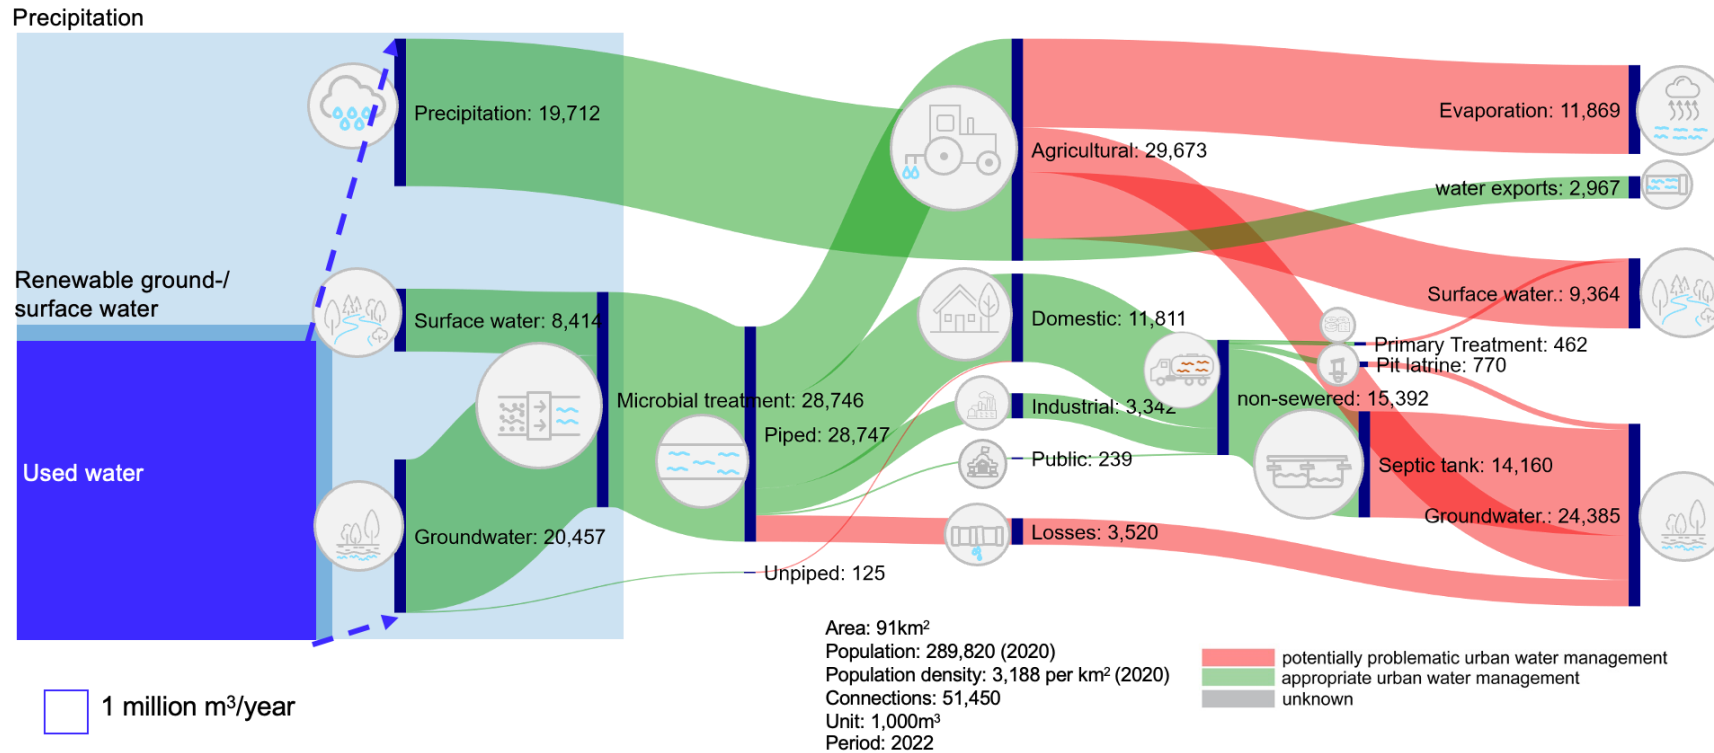 Precipitation
Precipitation: 19,712
Renewable ground-/
surface water
Surface water: 8,414
Used water
Groundwater: 20,457
Microbial treatment: 28,746
Piped: 28,747
Unpiped: 125
Agricultural: 29,673
Domestic: 11,811
Industrial: 3,342
Public: 239
Losses: 3,520
non-sewered: 15,392
Primary Treatment: 462
Pit latrine: 770
Septic tank: 14,160
Evaporation: 11,869
water exports: 2,967
Surface water.: 9,364
Groundwater.: 24,385
1 million m³/year
Area: 91km²
Population: 289,820 (2020)
Population density: 3,188 per km² (2020)
Connections: 51,450
Unit: 1,000m³
Period: 2022
potentially problematic urban water management
appropriate urban water management
unknown